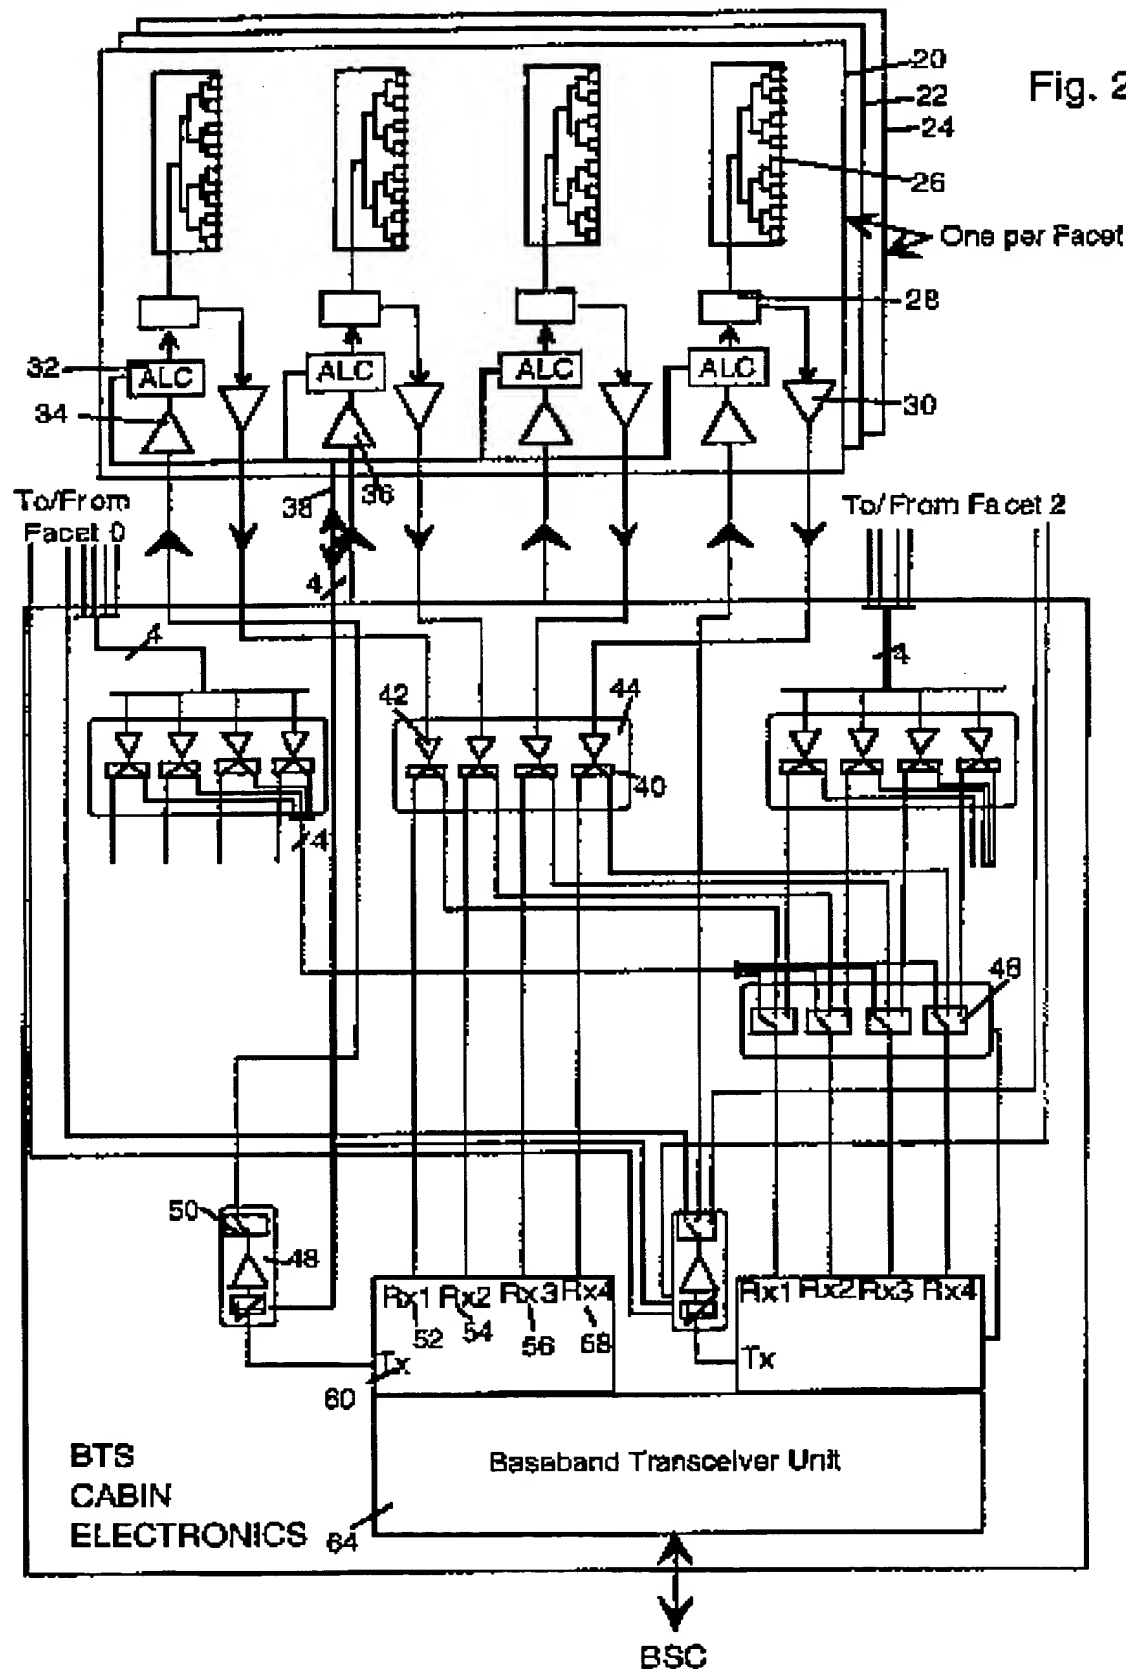 Fig. 2
20
22
24
26
One per Facet
28
32
ALC
ALC
ALC
ALC
34
30
36
38
To/From
Facet 0
To/From Facet 2
4
4
4
42
44
40
4
46
50
48
Rx1 Rx2 Rx3 Rx4
52 54 56 58
Tx
60
Rx1 Rx2 Rx3 Rx4
Tx
BTS
CABIN
ELECTRONICS
Baseband Transceiver Unit
64
BSC